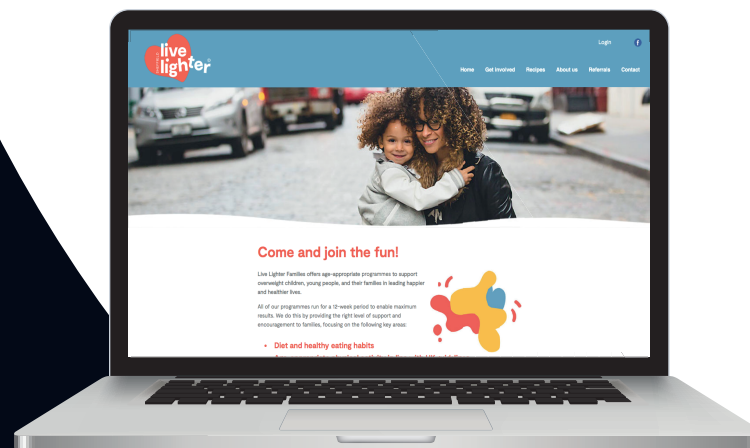 live
lighter
Login
Home Get Involved Recipes About us Referrals Contact
Come and join the fun!
Live Lighter Families offers age-appropriate programmes to support
overweight children, young people, and their families in leading happier
and healthier lives.
All of our programmes run for a 12-week period to enable maximum
results. We do this by providing the right level of support and
encouragement to families, focusing on the following key areas:
• Diet and healthy eating habits